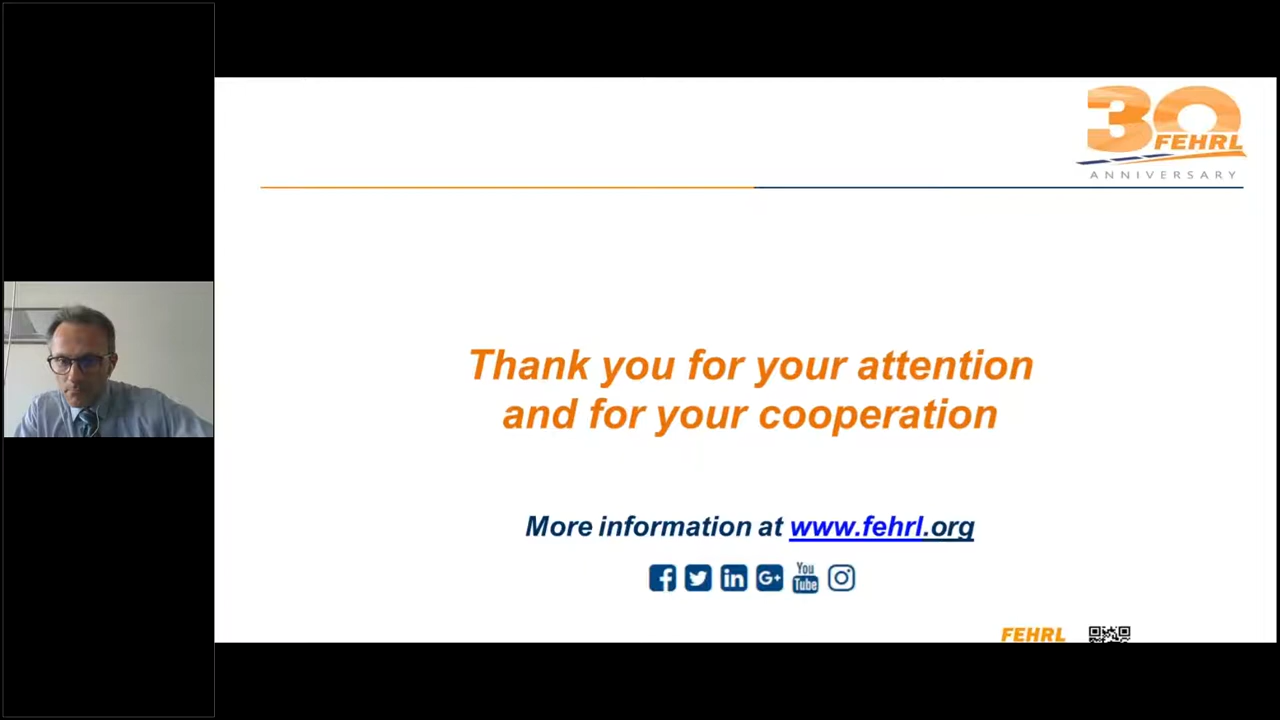 30
FEHRL
ANNIVERSARY
Thank you for your attention
and for your cooperation
More information at www.fehrl.org
You
Tube
FEHRL